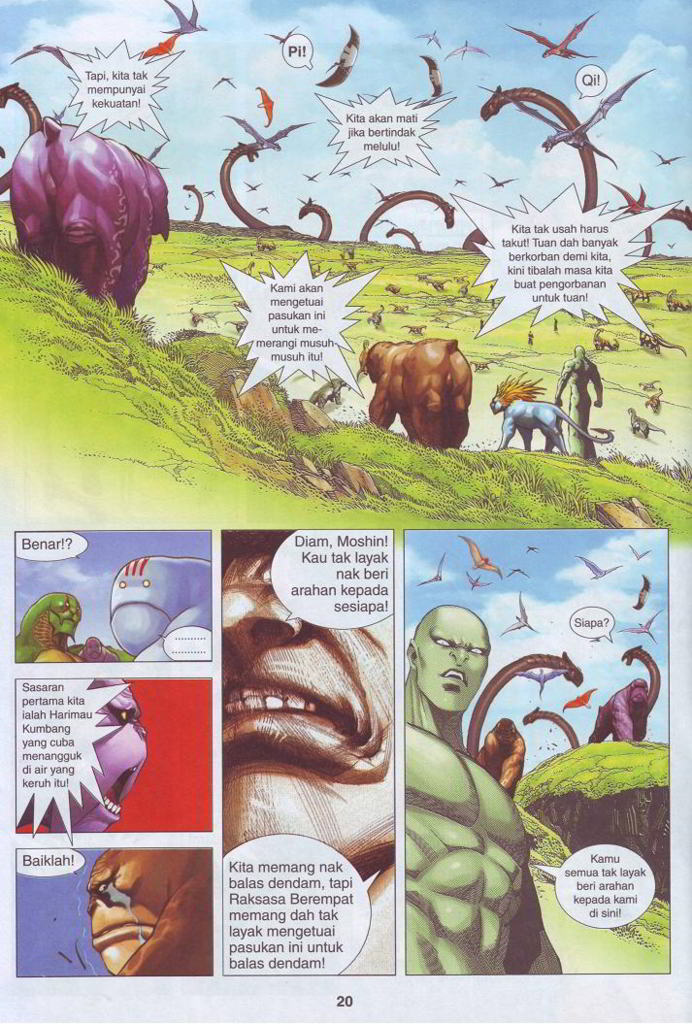 Tapi, kita tak
mempunyai
kekuatan!
Pi!
Kita akan mati
jika bertindak
melulu!
Qi!
Kita tak usah harus
takut! Tuan dah banyak
berkorban demi kita,
kini tibalah masa kita
buat pengorbanan
untuk tuan!
Kami akan
mengetuai
pasukan ini
untuk me-
merangi musuh-
musuh itu!
Benar!?
..........
..........
Sasaran
pertama kita
ialah Harimau
Kumbang
yang cuba
menangguk
di air yang
keruh itu!
Baiklah!
Diam, Moshin!
Kau tak layak
nak beri
arahan kepada
sesiapa!
Kita memang nak
balas dendam, tapi
Raksasa Berempat
memang dah tak
layak mengetuai
pasukan ini untuk
balas dendam!
Siapa?
Kamu
semua tak layak
beri arahan
kepada kami
di sini!
20